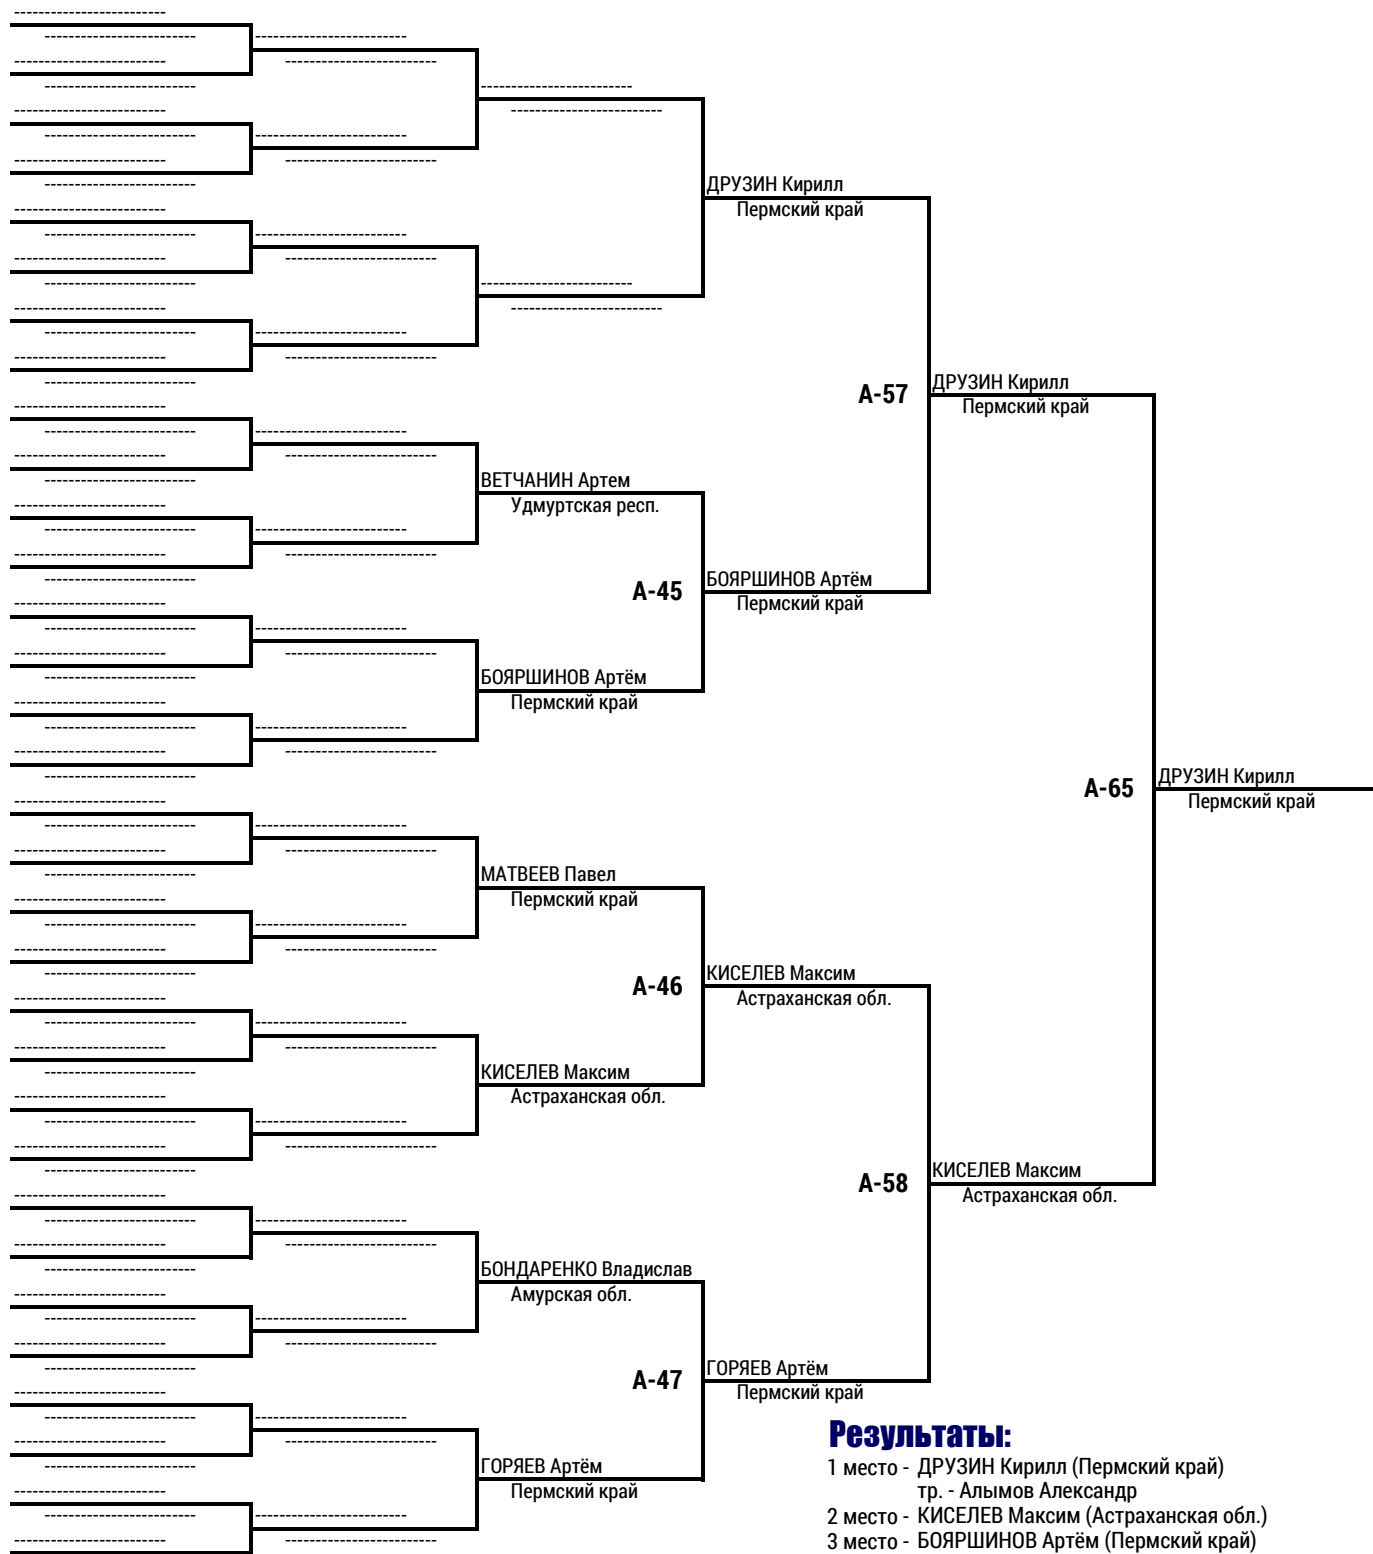 ДРУЗИН Кирилл
Пермский край
А-57
ДРУЗИН Кирилл
Пермский край
ВЕТЧАНИН Артем
Удмуртская респ.
А-45
БОЯРШИНОВ Артём
Пермский край
БОЯРШИНОВ Артём
Пермский край
А-65
ДРУЗИН Кирилл
Пермский край
МАТВЕЕВ Павел
Пермский край
А-46
КИСЕЛЕВ Максим
Астраханская обл.
КИСЕЛЕВ Максим
Астраханская обл.
А-58
КИСЕЛЕВ Максим
Астраханская обл.
БОНДАРЕНКО Владислав
Амурская обл.
А-47
ГОРЯЕВ Артём
Пермский край
ГОРЯЕВ Артём
Пермский край
Результаты:
1 место - ДРУЗИН Кирилл (Пермский край)
тр. - Алымов Александр
2 место - КИСЕЛЕВ Максим (Астраханская обл.)
3 место - БОЯРШИНОВ Артём (Пермский край)